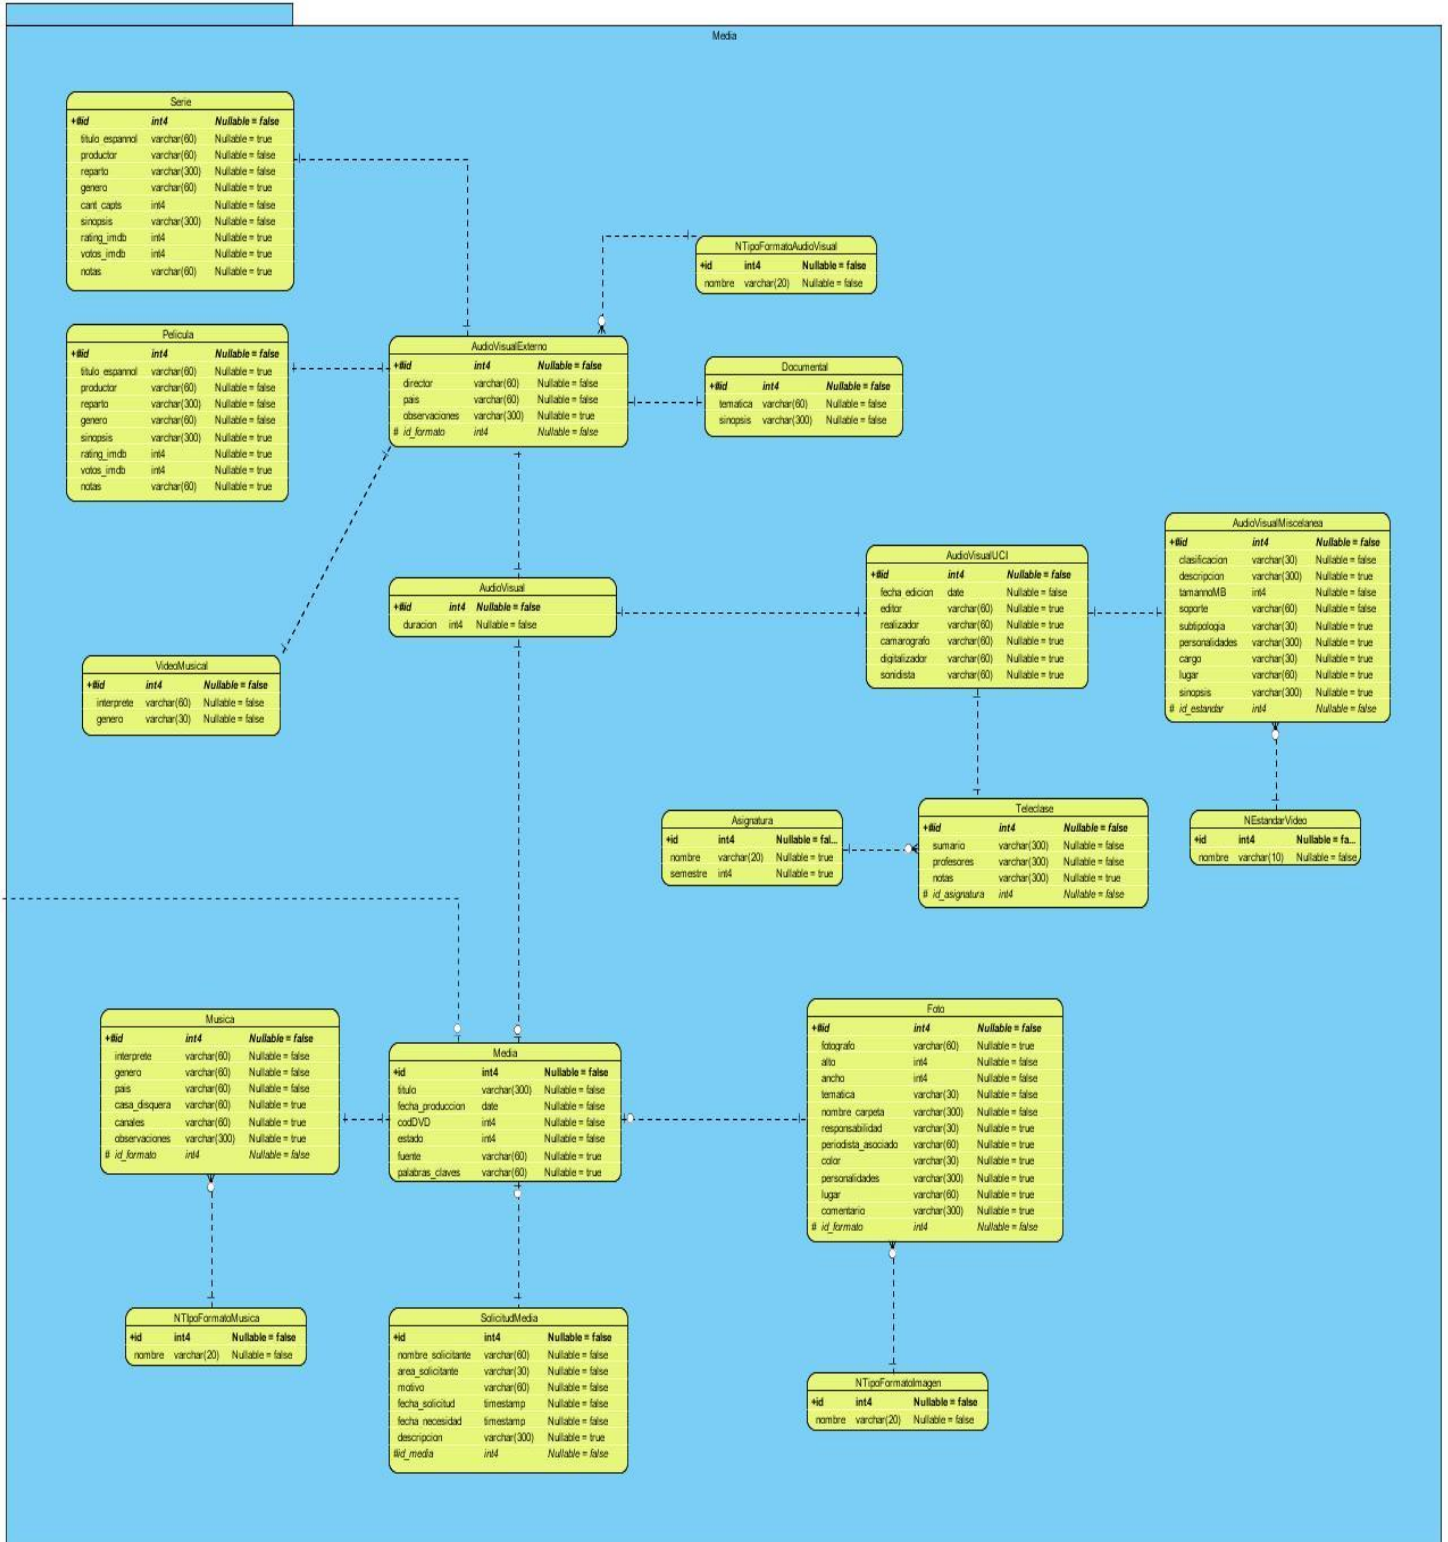 Media
Serie
+#id int4 Nullable = false
titulo_espannol varchar(60) Nullable = true
productor varchar(60) Nullable = false
reparto varchar(300) Nullable = false
genero varchar(60) Nullable = true
cant_capts int4 Nullable = false
sinopsis varchar(300) Nullable = false
rating_imdb int4 Nullable = true
votos_imdb int4 Nullable = true
notas varchar(60) Nullable = true
NTipoFormatoAudioVisual
+id int4 Nullable = false
nombre varchar(20) Nullable = false
Pelicula
+#id int4 Nullable = false
titulo_espannol varchar(60) Nullable = true
productor varchar(60) Nullable = false
reparto varchar(300) Nullable = false
genero varchar(60) Nullable = false
sinopsis varchar(300) Nullable = true
rating_imdb int4 Nullable = true
votos_imdb int4 Nullable = true
notas varchar(60) Nullable = true
AudioVisualExterno
+#id int4 Nullable = false
director varchar(60) Nullable = false
pais varchar(60) Nullable = false
observaciones varchar(300) Nullable = true
# id_formato int4 Nullable = false
Documental
+#id int4 Nullable = false
tematica varchar(60) Nullable = false
sinopsis varchar(300) Nullable = false
AudioVisualMiscelanea
+#id int4 Nullable = false
clasificacion varchar(30) Nullable = false
descripcion varchar(300) Nullable = true
tamannoMB int4 Nullable = false
soporte varchar(60) Nullable = false
subtipologia varchar(30) Nullable = true
personalidades varchar(300) Nullable = true
cargo varchar(30) Nullable = true
lugar varchar(60) Nullable = true
sinopsis varchar(300) Nullable = true
# id_estandar int4 Nullable = false
AudioVisualUCI
+#id int4 Nullable = false
fecha_edicion date Nullable = false
editor varchar(60) Nullable = true
realizador varchar(60) Nullable = true
camarografo varchar(60) Nullable = true
digitalizador varchar(60) Nullable = true
sonidista varchar(60) Nullable = true
AudioVisual
+#id int4 Nullable = false
duracion int4 Nullable = false
VideoMusical
+#id int4 Nullable = false
interprete varchar(60) Nullable = false
genero varchar(30) Nullable = false
Asignatura
+id int4 Nullable = fal...
nombre varchar(20) Nullable = true
semestre int4 Nullable = true
Teleclase
+#id int4 Nullable = false
sumario varchar(300) Nullable = false
profesores varchar(300) Nullable = false
notas varchar(300) Nullable = true
# id_asignatura int4 Nullable = false
NEstandarVideo
+id int4 Nullable = fa...
nombre varchar(10) Nullable = false
Musica
+#id int4 Nullable = false
interprete varchar(60) Nullable = false
genero varchar(60) Nullable = false
pais varchar(60) Nullable = false
casa_disquera varchar(60) Nullable = true
canales varchar(60) Nullable = true
observaciones varchar(300) Nullable = true
# id_formato int4 Nullable = false
Media
+id int4 Nullable = false
titulo varchar(300) Nullable = false
fecha_produccion date Nullable = false
codDVD int4 Nullable = false
estado int4 Nullable = false
fuente varchar(60) Nullable = true
palabras_claves varchar(60) Nullable = true
Foto
+#id int4 Nullable = false
fotografo varchar(60) Nullable = true
alto int4 Nullable = false
ancho int4 Nullable = false
tematica varchar(30) Nullable = false
nombre_carpeta varchar(300) Nullable = false
responsabilidad varchar(30) Nullable = true
periodista_asociado varchar(60) Nullable = true
color varchar(30) Nullable = true
personalidades varchar(300) Nullable = true
lugar varchar(60) Nullable = true
comentario varchar(300) Nullable = true
# id_formato int4 Nullable = false
NTIpoFormatoMusica
+id int4 Nullable = false
nombre varchar(20) Nullable = false
SolicitudMedia
+id int4 Nullable = false
nombre_solicitante varchar(60) Nullable = false
area_solicitante varchar(30) Nullable = false
motivo varchar(60) Nullable = false
fecha_solicitud timestamp Nullable = false
fecha_necesidad timestamp Nullable = false
descripcion varchar(300) Nullable = true
#id_media int4 Nullable = false
NTipoFormatoImagen
+id int4 Nullable = false
nombre varchar(20) Nullable = false